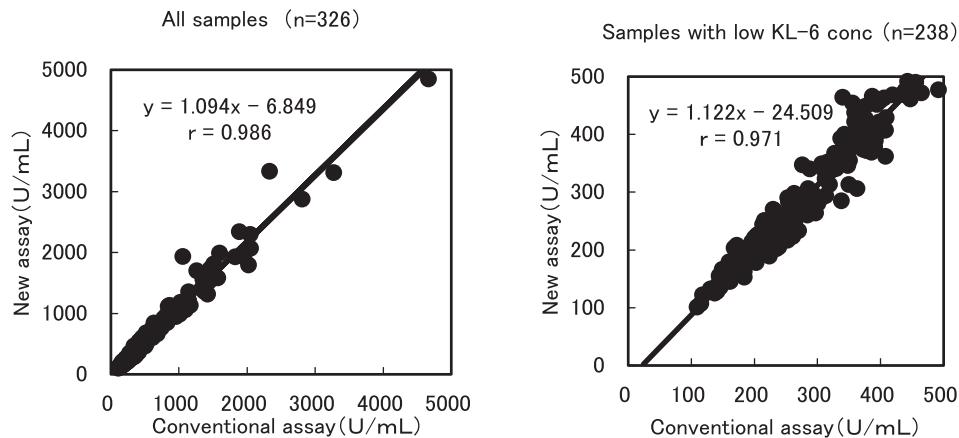 All samples (n=326)
5000
4000
3000
2000
1000
0
New assay(U/mL)
y = 1.094x - 6.849
r = 0.986
0 1000 2000 3000 4000 5000
Conventional assay(U/mL)
Samples with low KL-6 conc (n=238)
500
400
300
200
100
0
New assay(U/mL)
y = 1.122x - 24.509
r = 0.971
0 100 200 300 400 500
Conventional assay(U/mL)